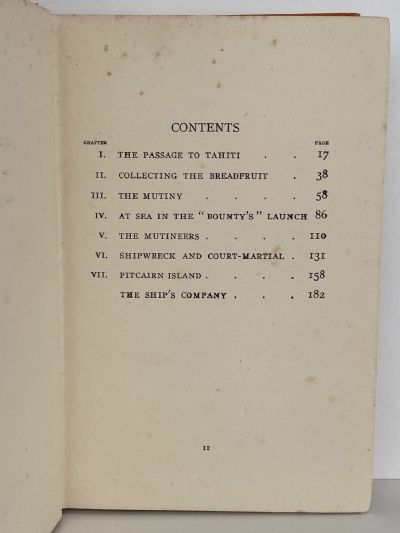 CONTENTS
CHAPTER PAGE
I. THE PASSAGE TO TAHITI . . 17
II. COLLECTING THE BREADFRUIT . 38
III. THE MUTINY . . . . 58
IV. AT SEA IN THE "BOUNTY'S" LAUNCH 86
V. THE MUTINEERS . . . . 110
VI. SHIPWRECK AND COURT-MARTIAL . 131
VII. PITCAIRN ISLAND . . . . 158
THE SHIP'S COMPANY . . . 182
11